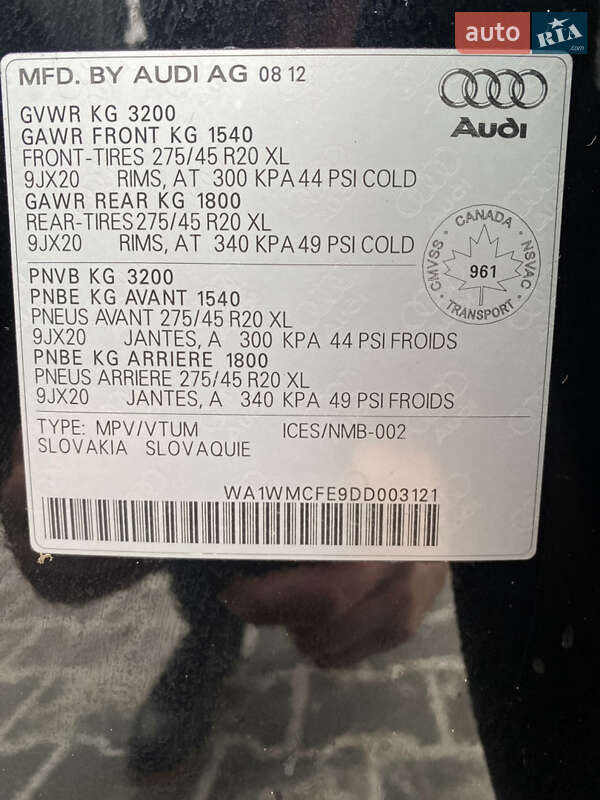 auto RIA.com
MFD. BY AUDI AG 08 12
Audi
GVWR KG 3200
GAWR FRONT KG 1540
FRONT-TIRES 275/45 R20 XL
9JX20 RIMS, AT 300 KPA 44 PSI COLD
GAWR REAR KG 1800
REAR-TIRES 275/45 R20 XL
9JX20 RIMS, AT 340 KPA 49 PSI COLD
CANADA
CMVSS 961 NSVAC
TRANSPORT
PNVB KG 3200
PNBE KG AVANT 1540
PNEUS AVANT 275/45 R20 XL
9JX20 JANTES, A 300 KPA 44 PSI FROIDS
PNBE KG ARRIERE 1800
PNEUS ARRIERE 275/45 R20 XL
9JX20 JANTES, A 340 KPA 49 PSI FROIDS
TYPE: MPV/VTUM ICES/NMB-002
SLOVAKIA SLOVAQUIE
WA1WMCFE9DD003121